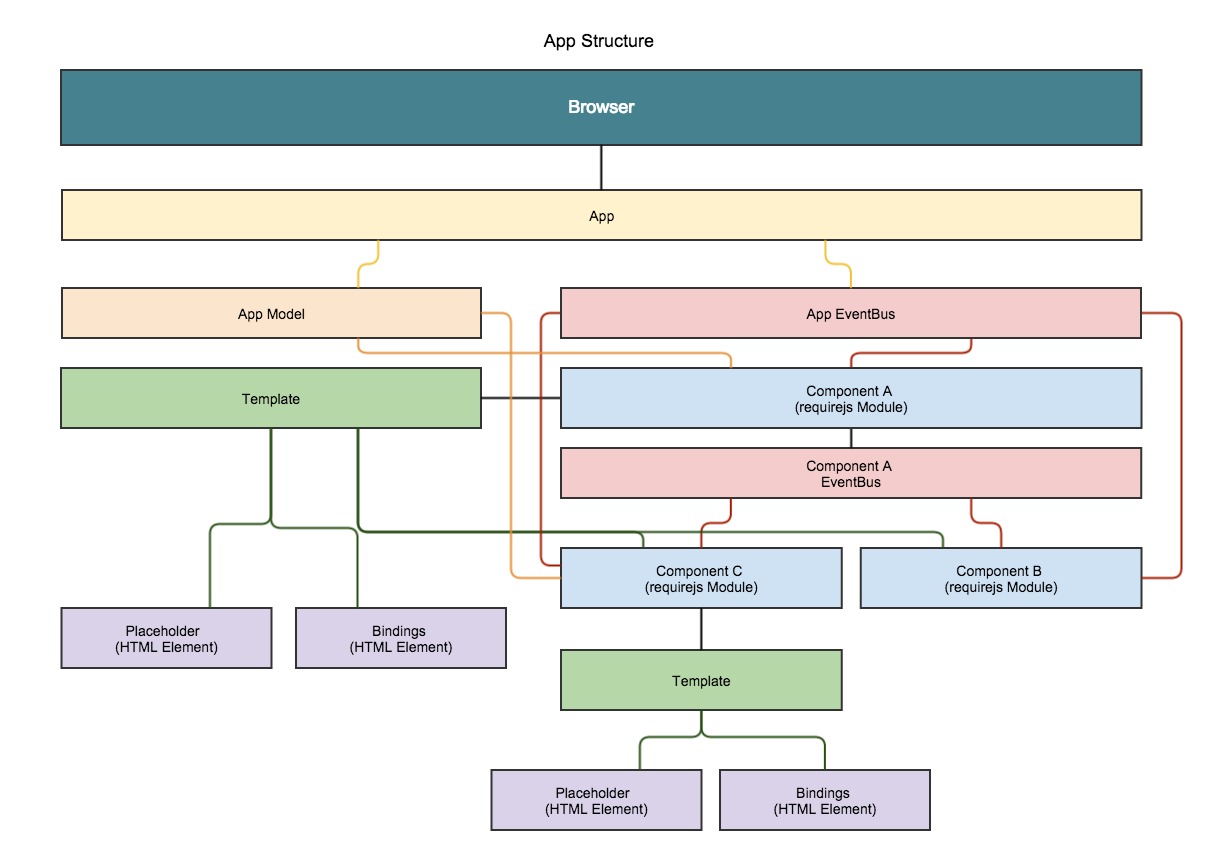 App Structure
Browser
App
App Model
App EventBus
Template
Component A
(requirejs Module)
Component A
EventBus
Component C
(requirejs Module)
Component B
(requirejs Module)
Placeholder
(HTML Element)
Bindings
(HTML Element)
Template
Placeholder
(HTML Element)
Bindings
(HTML Element)